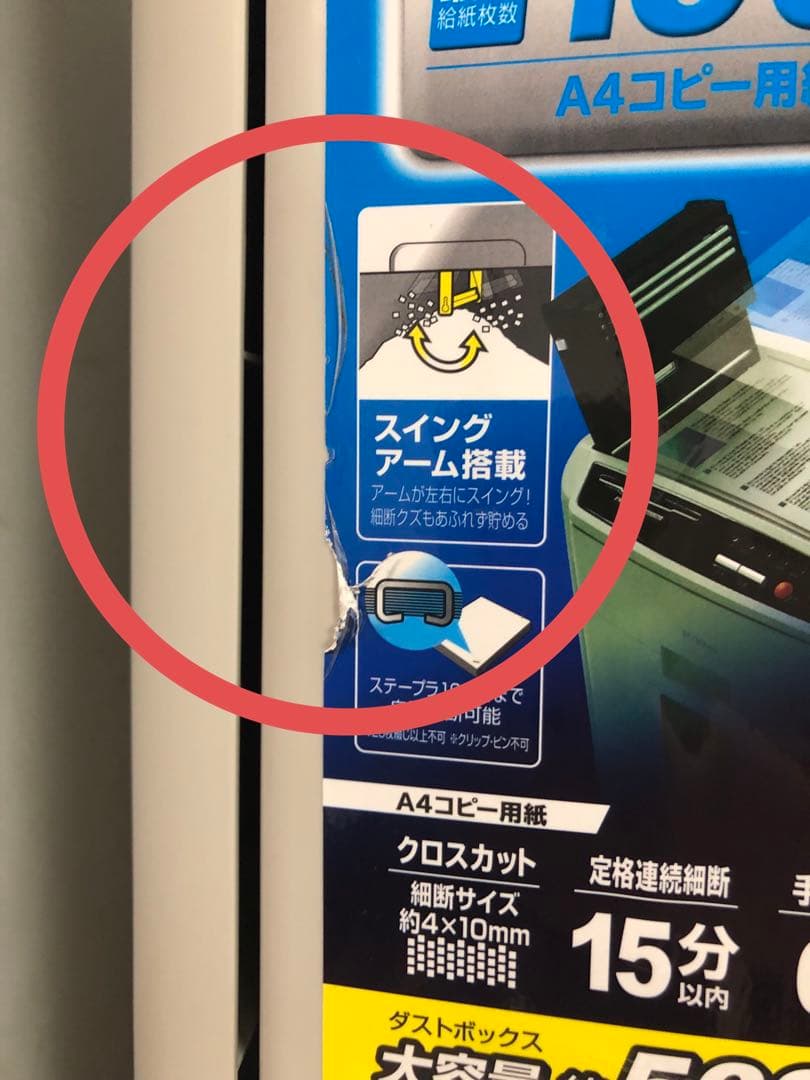 給紙枚数
A4コピー用
スイング
アーム搭載
アームが左右にスイング!
細断クズもあふれず貯める
ステープラ
可能
※クリップ・ピン不可
A4コピー用紙
クロスカット
細断サイズ
約4×10mm
定格連続細断
15分
以内
ダストボックス
大容量